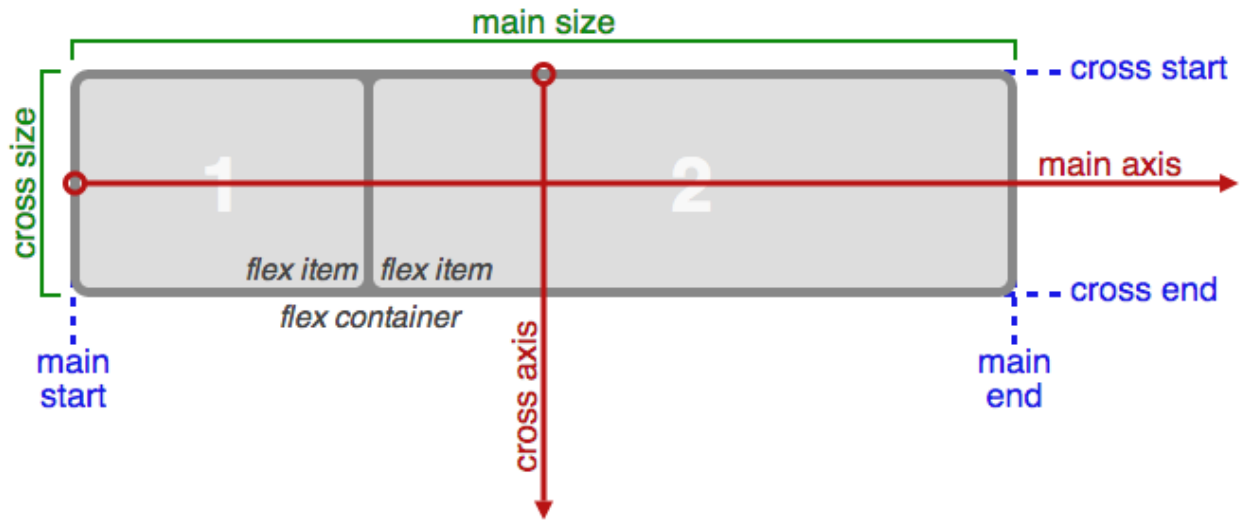 main size
cross start
cross size
1
2
main axis
flex item
flex item
cross end
flex container
main
start
cross axis
main
end